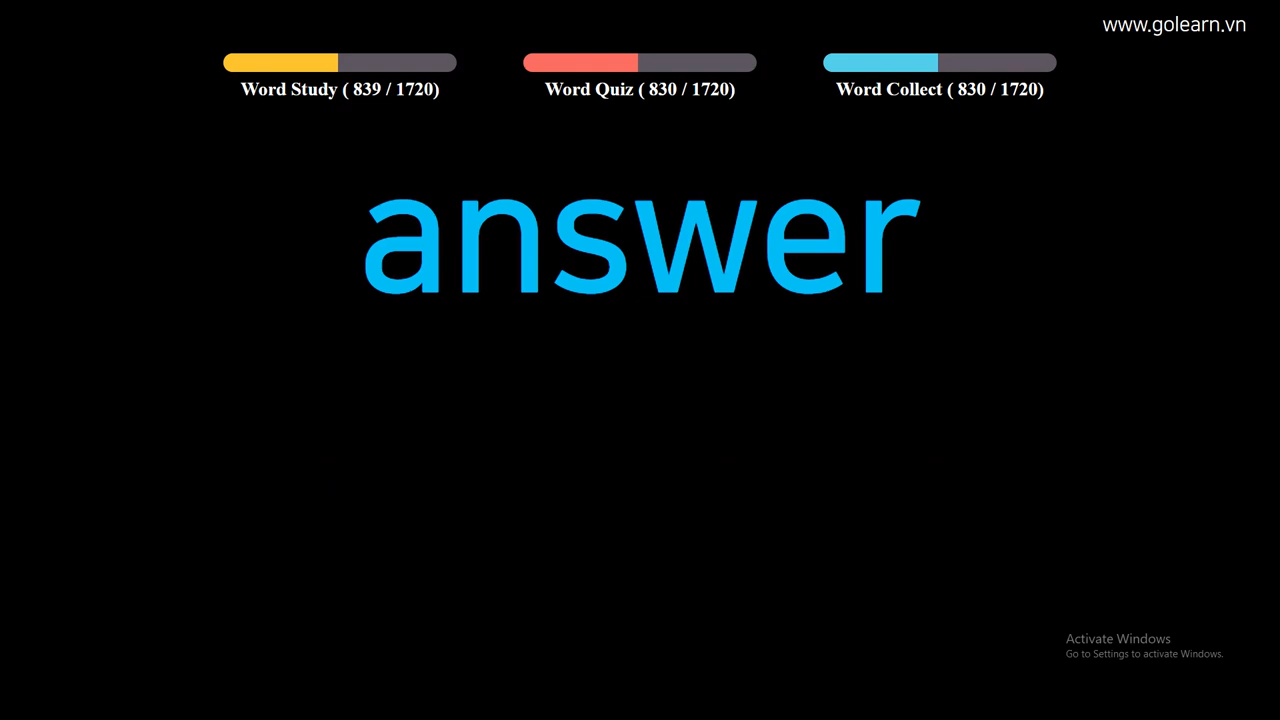 www.golearn.vn
Word Study ( 839 / 1720)
Word Quiz ( 830 / 1720)
Word Collect ( 830 / 1720)
answer
Activate Windows
Go to Settings to activate Windows.